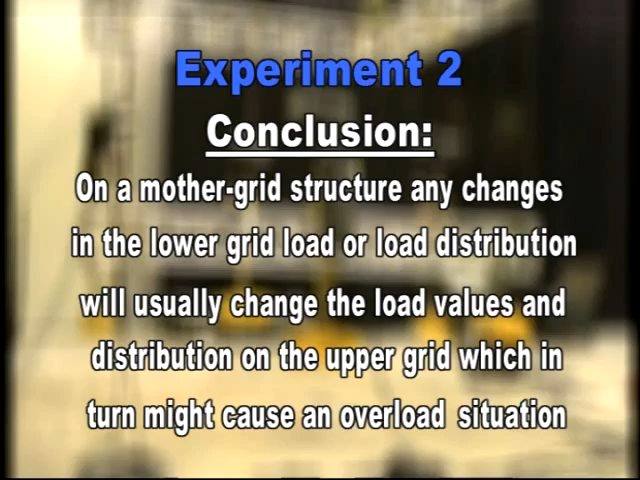 Experiment 2
Conclusion:
On a mother-grid structure any changes
in the lower grid load or load distribution
will usually change the load values and
distribution on the upper grid which in
turn might cause an overload situation